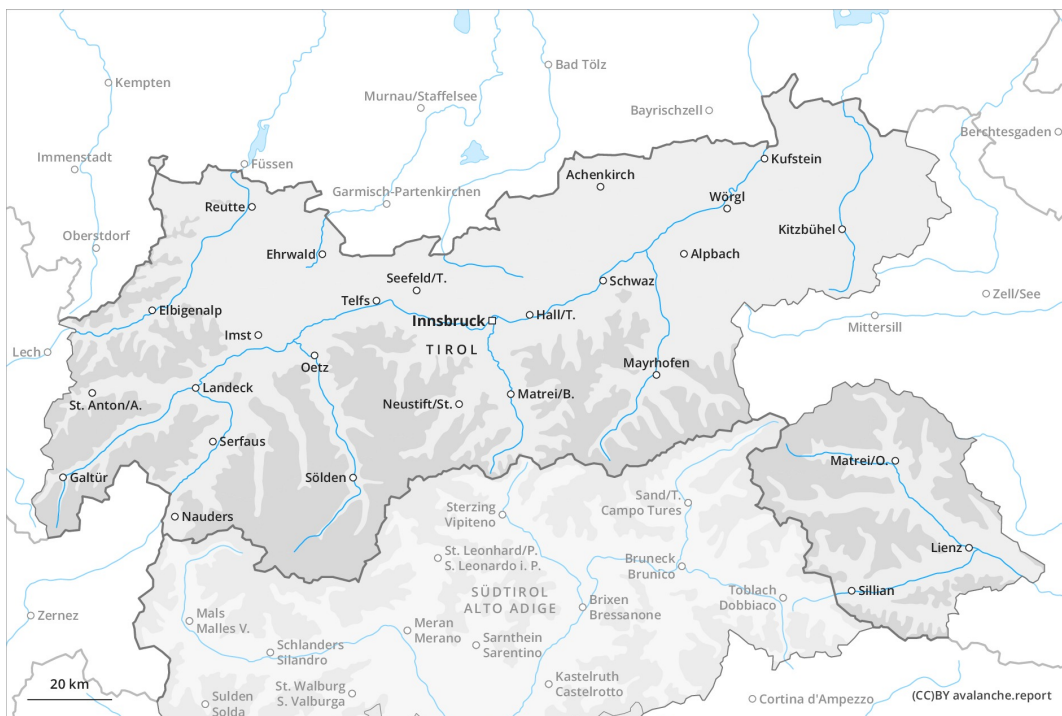 Kempten
Bad Tölz
Murnau/Staffelsee
Bayrischzell
Berchtesgaden
Immenstadt
Füssen
Kufstein
Achenkirch
Garmisch-Partenkirchen
Reutte
Wörgl
Kitzbühel
Oberstdorf
Ehrwald
Alpbach
Seefeld/T.
Schwaz
Zell/See
Telfs
Elbigenalp
Innsbruck
Hall/T.
Mittersill
Imst
TIROL
Lech
Oetz
Mayrhofen
Landeck
St. Anton/A.
Neustift/St.
Matrei/B.
Serfaus
Matrei/O.
Galtür
Sölden
Sand/T.
Campo Tures
Sterzing
Vipiteno
Nauders
Lienz
St. Leonhard/P.
S. Leonardo i. P.
Bruneck
Brunico
SÜDTIROL
ALTO ADIGE
Toblach
Dobbiaco
Sillian
Brixen
Bressanone
Zernez
Mals
Malles V.
Meran
Merano
Sarnthein
Sarentino
Schlanders
Silandro
20 km
St. Walburg
S. Valburga
Kastelruth
Castelrotto
Sulden
Solda
Cortina d'Ampezzo
(CC)BY avalanche.report